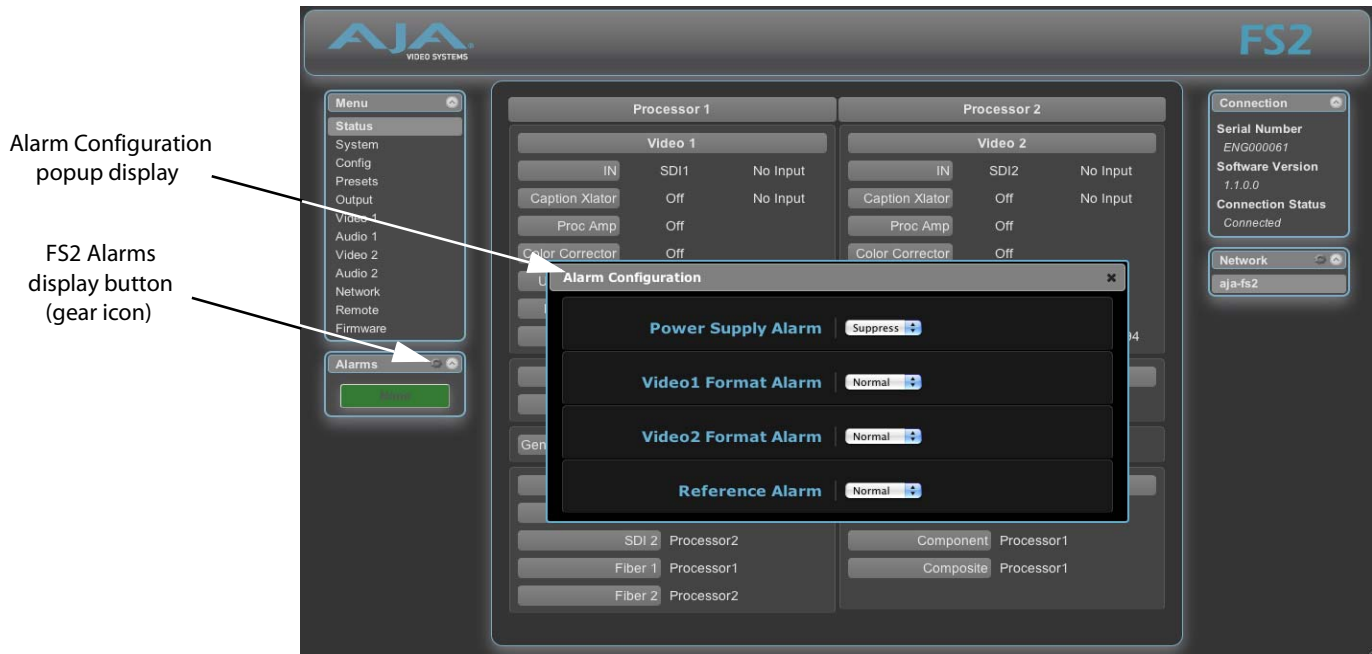 AJA
VIDEO SYSTEMS
FS2
Alarm Configuration
popup display
FS2 Alarms
display button
(gear icon)
Menu
Status
System
Config
Presets
Output
Video 1
Audio 1
Video 2
Audio 2
Network
Remote
Firmware
Alarms
None
Processor 1
Video 1
IN SDI1 No Input
Caption Xlator Off No Input
Proc Amp Off
Color Corrector Off
SDI 2 Processor2
Fiber 1 Processor1
Fiber 2 Processor2
Processor 2
Video 2
IN SDI2 No Input
Caption Xlator Off No Input
Proc Amp Off
Color Corrector Off
Component Processor1
Composite Processor1
Alarm Configuration
Power Supply Alarm Suppress
Video1 Format Alarm Normal
Video2 Format Alarm Normal
Reference Alarm Normal
Connection
Serial Number
ENG000061
Software Version
1.1.0.0
Connection Status
Connected
Network
aja-fs2